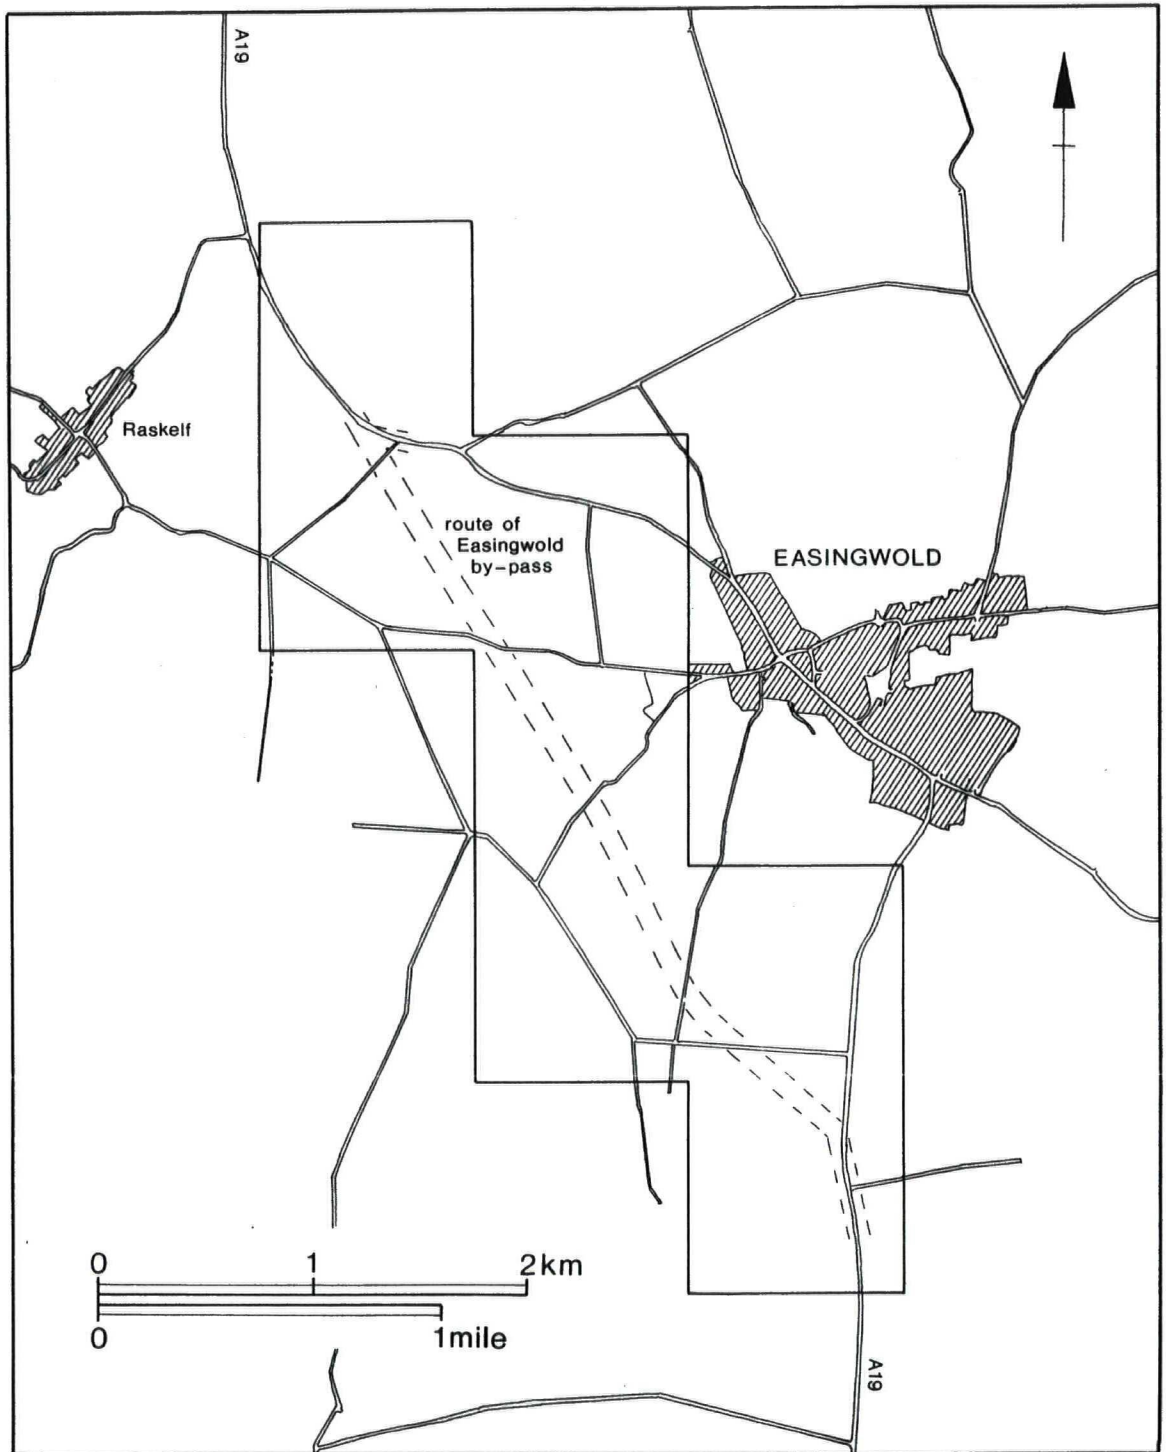 A19
Raskelf
route of
Easingwold
by-pass
EASINGWOLD
0 1 2km
0 1mile
A19